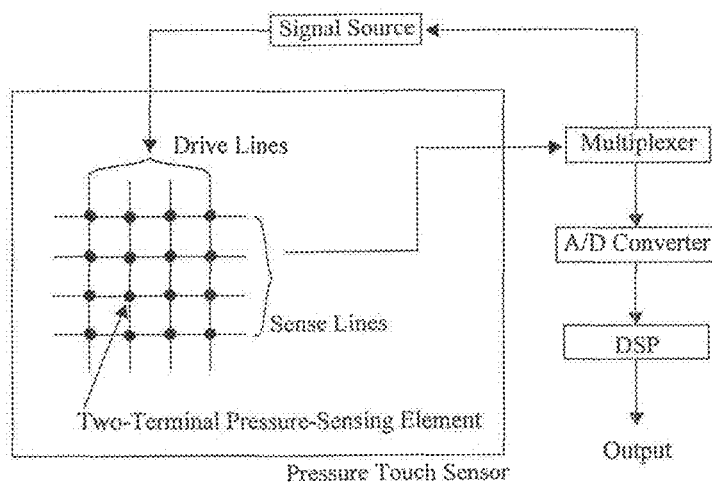 Signal Source
Drive Lines
Multiplexer
A/D Converter
Sense Lines
DSP
Two-Terminal Pressure-Sensing Element
Output
Pressure Touch Sensor